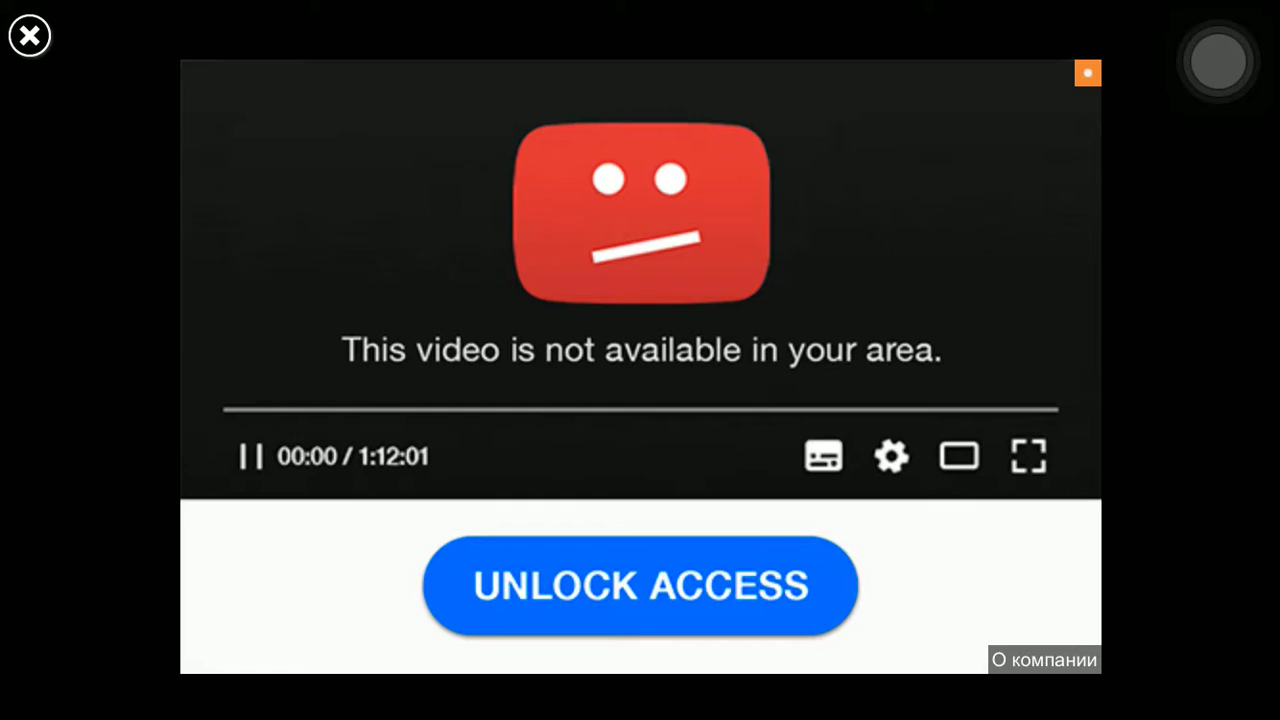 This video is not available in your area.
00:00 / 1:12:01
UNLOCK ACCESS
О компании